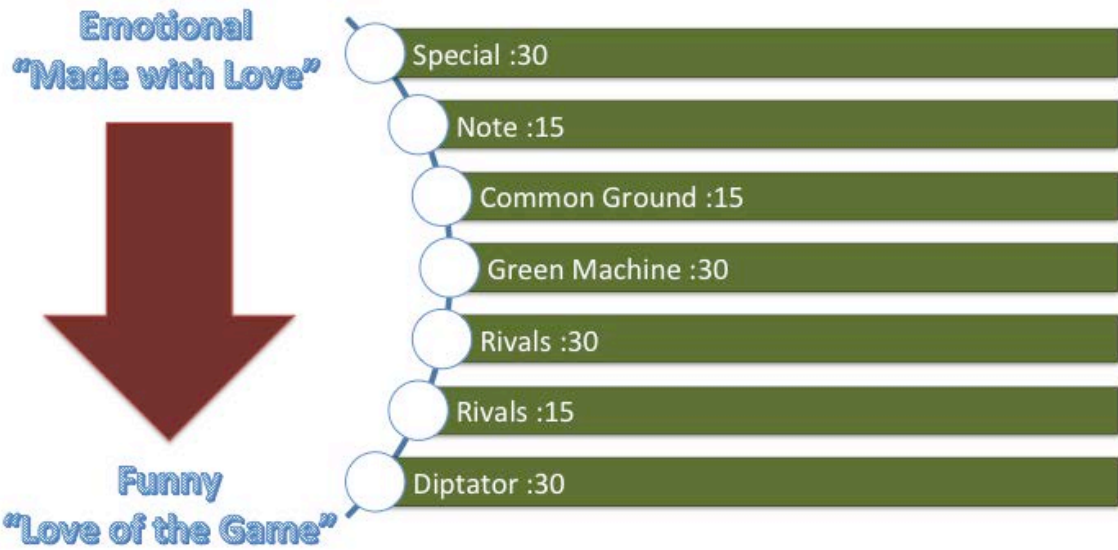 Emotional
“Made with Love”
Special :30
Note :15
Common Ground :15
Green Machine :30
Rivals :30
Rivals :15
Diptator :30
Funny
“Love of the Game”